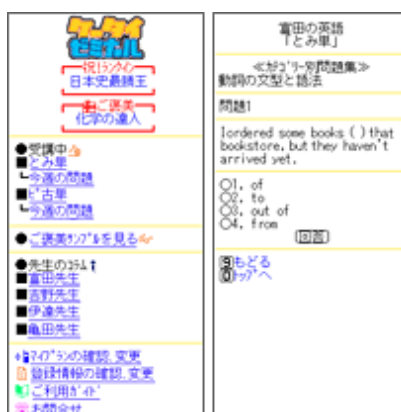 ケータイ
ゼミナール
祝!ランクイン
日本史最強王
ご褒美
化学の達人
●受講中
■とみ単
┗今週の問題
■ピ古単
┗今週の問題
●ご褒美サンプルを見る
●先生のコラム
■富田先生
■吉野先生
■伊達先生
■亀田先生
マイプランの確認、変更
登録情報の確認、変更
ご利用ガイド
お問合せ
富田の英語
「とみ単」
≪カテゴリー別問題集≫
動詞の文型と語法
問題1
Iordered some books ( ) that
bookstore, but they haven't
arrived yet.
○1. of
○2. to
○3. out of
○4. from
回答
9もどる
0トップへ